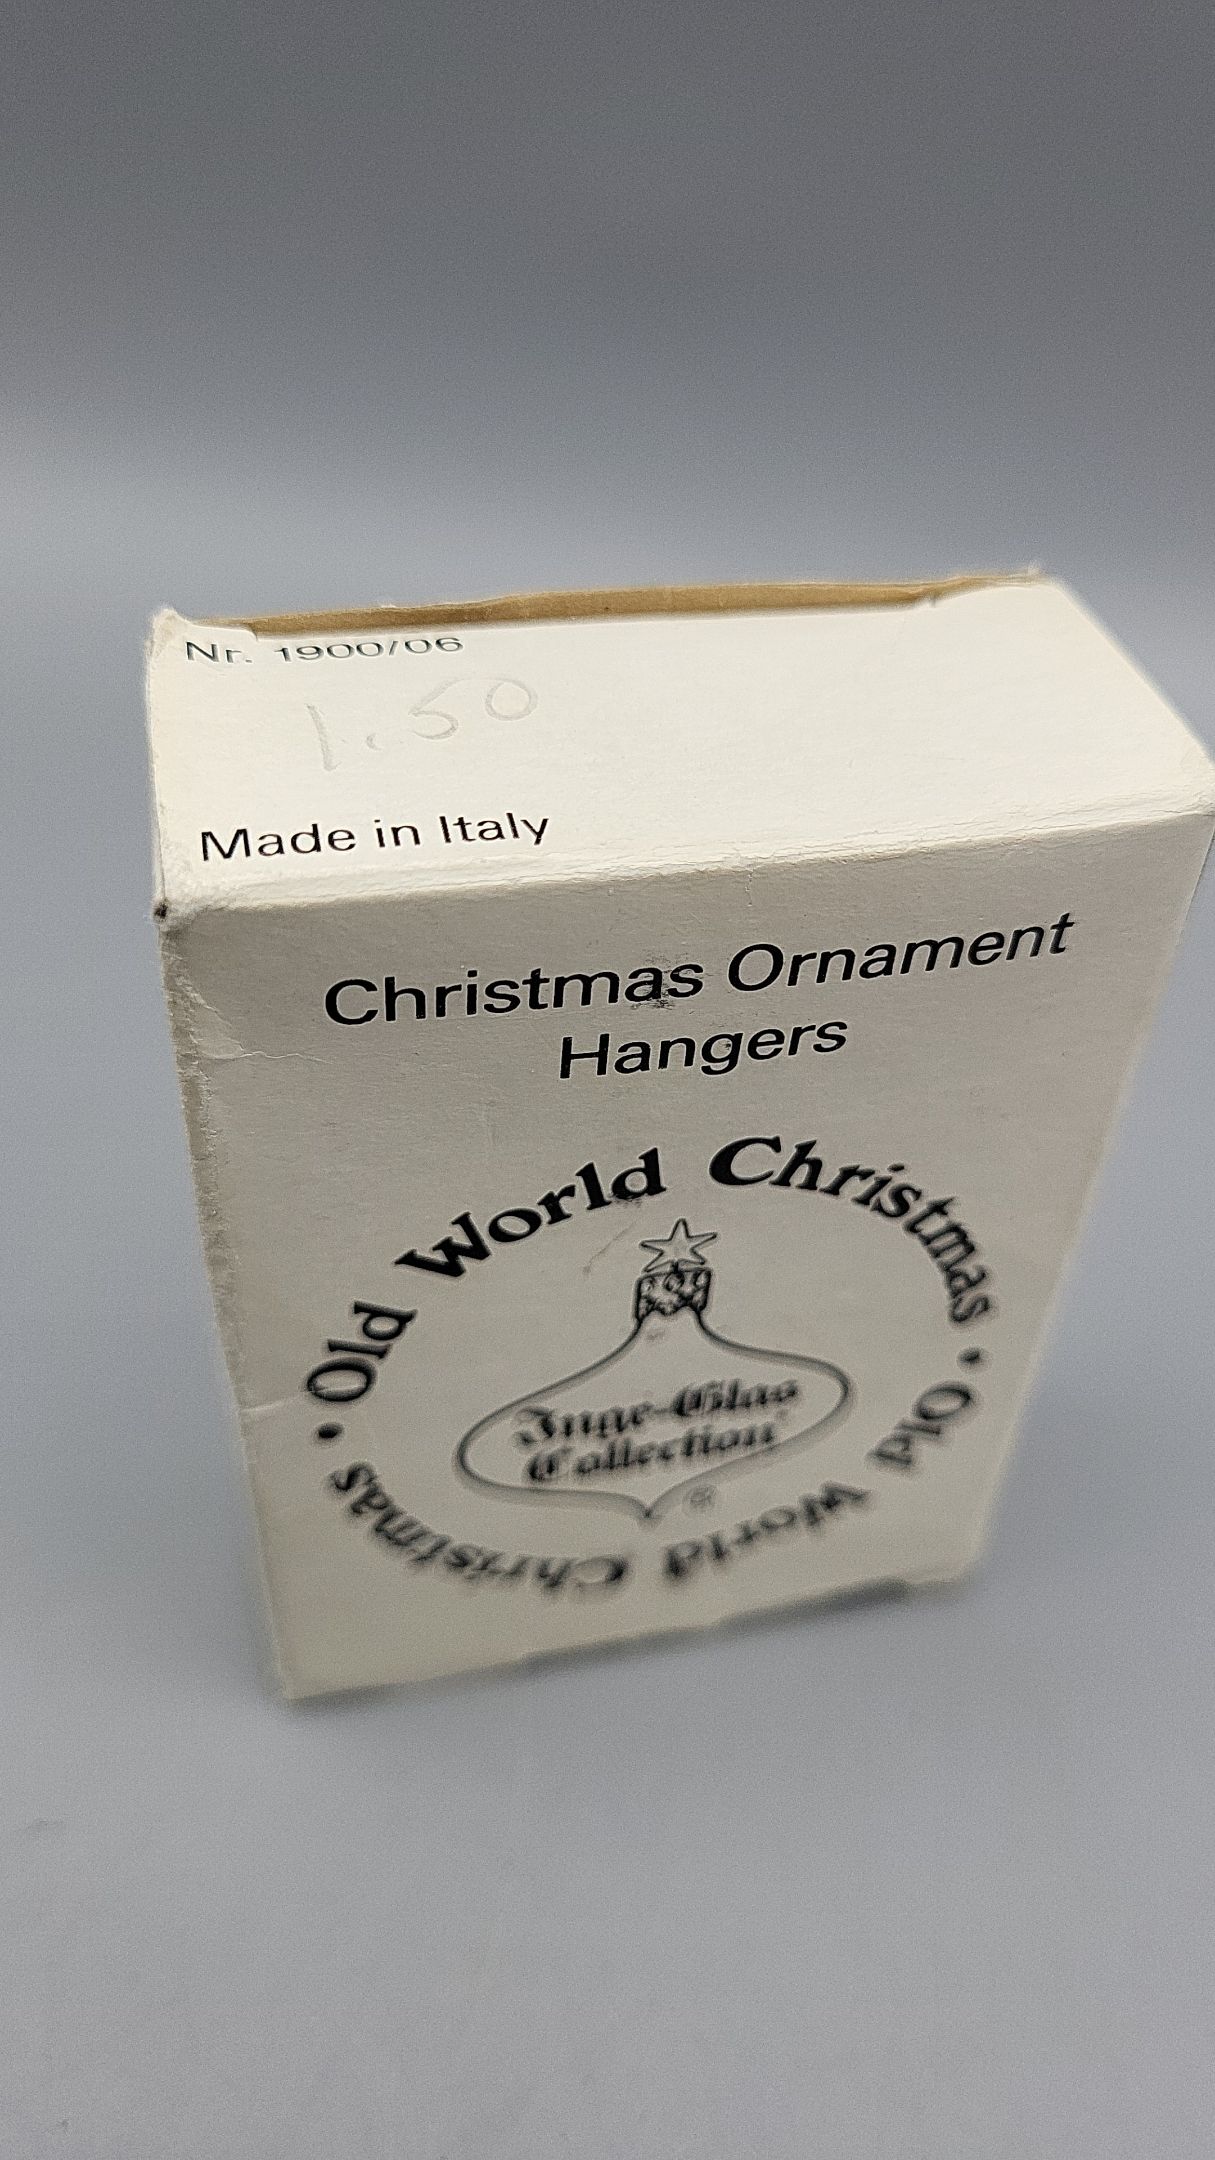 Nr. 1900/06
1.50
Made in Italy
Christmas Ornament
Hangers
Old World Christmas • Old World Christmas •
Inge-Glas
Collection®
®